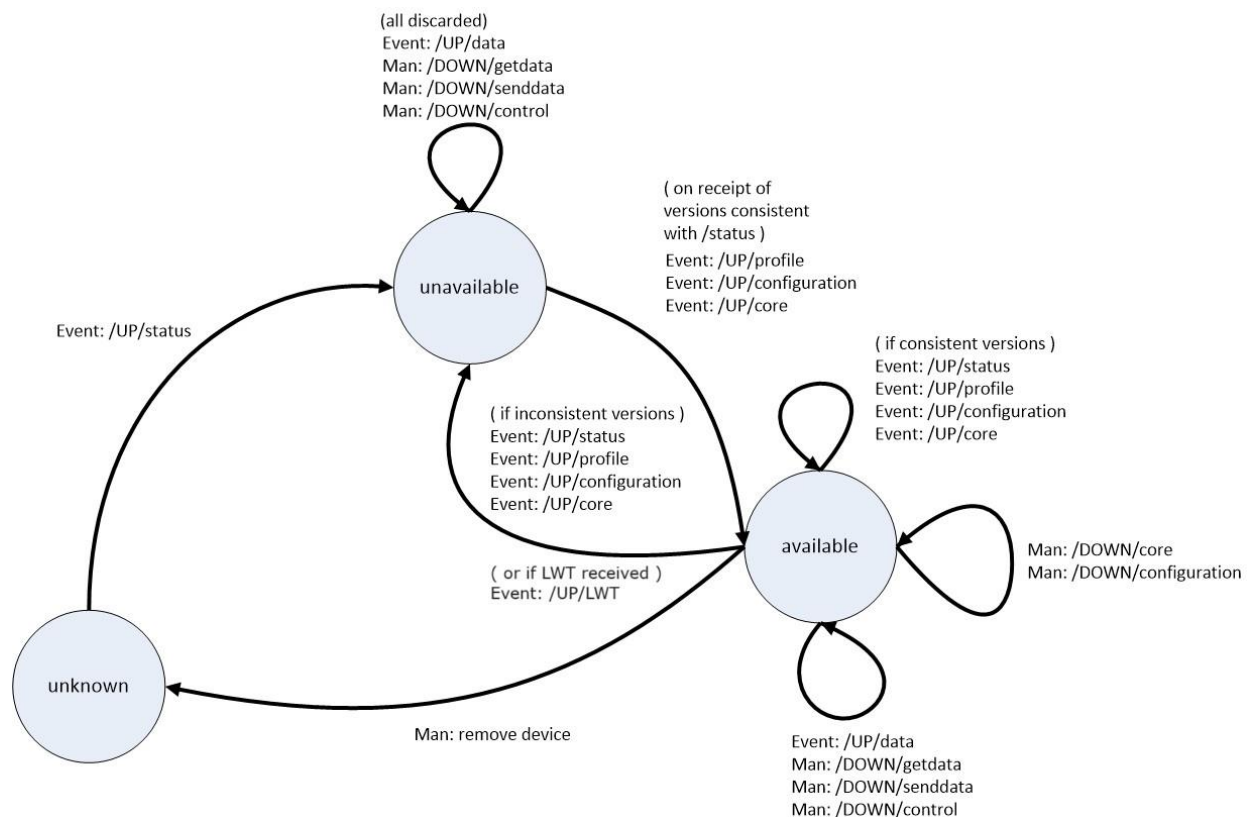 (all discarded)
Event: /UP/data
Man: /DOWN/getdata
Man: /DOWN/senddata
Man: /DOWN/control
( on receipt of
versions consistent
with /status )
Event: /UP/profile
Event: /UP/configuration
Event: /UP/core
unavailable
Event: /UP/status
( if consistent versions )
Event: /UP/status
Event: /UP/profile
Event: /UP/configuration
Event: /UP/core
( if inconsistent versions )
Event: /UP/status
Event: /UP/profile
Event: /UP/configuration
Event: /UP/core
available
Man: /DOWN/core
Man: /DOWN/configuration
( or if LWT received )
Event: /UP/LWT
unknown
Man: remove device
Event: /UP/data
Man: /DOWN/getdata
Man: /DOWN/senddata
Man: /DOWN/control